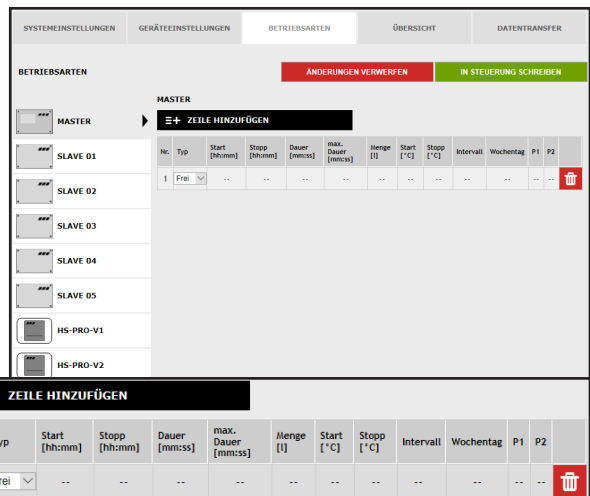 SYSTEMEINSTELLUNGEN GERÄTEEINSTELLUNGEN BETRIEBSARTEN ÜBERSICHT DATENTRANSFER
BETRIEBSARTEN ÄNDERUNGEN VERWERFEN IN STEUERUNG SCHREIBEN
MASTER
SLAVE 01
SLAVE 02
SLAVE 03
SLAVE 04
SLAVE 05
HS-PRO-V1
HS-PRO-V2
MASTER
ZEILE HINZUFÜGEN
Nr. Typ Start [hh:mm] Stopp [hh:mm] Dauer [mm:ss] max. Dauer [mm:ss] Menge [l] Start [°C] Stopp [°C] Intervall Wochentag P1 P2
1 Frei -- -- -- -- -- -- -- -- -- -- --
ZEILE HINZUFÜGEN
yp Start [hh:mm] Stopp [hh:mm] Dauer [mm:ss] max. Dauer [mm:ss] Menge [l] Start [°C] Stopp [°C] Intervall Wochentag P1 P2
rei -- -- -- -- -- -- -- -- -- -- --